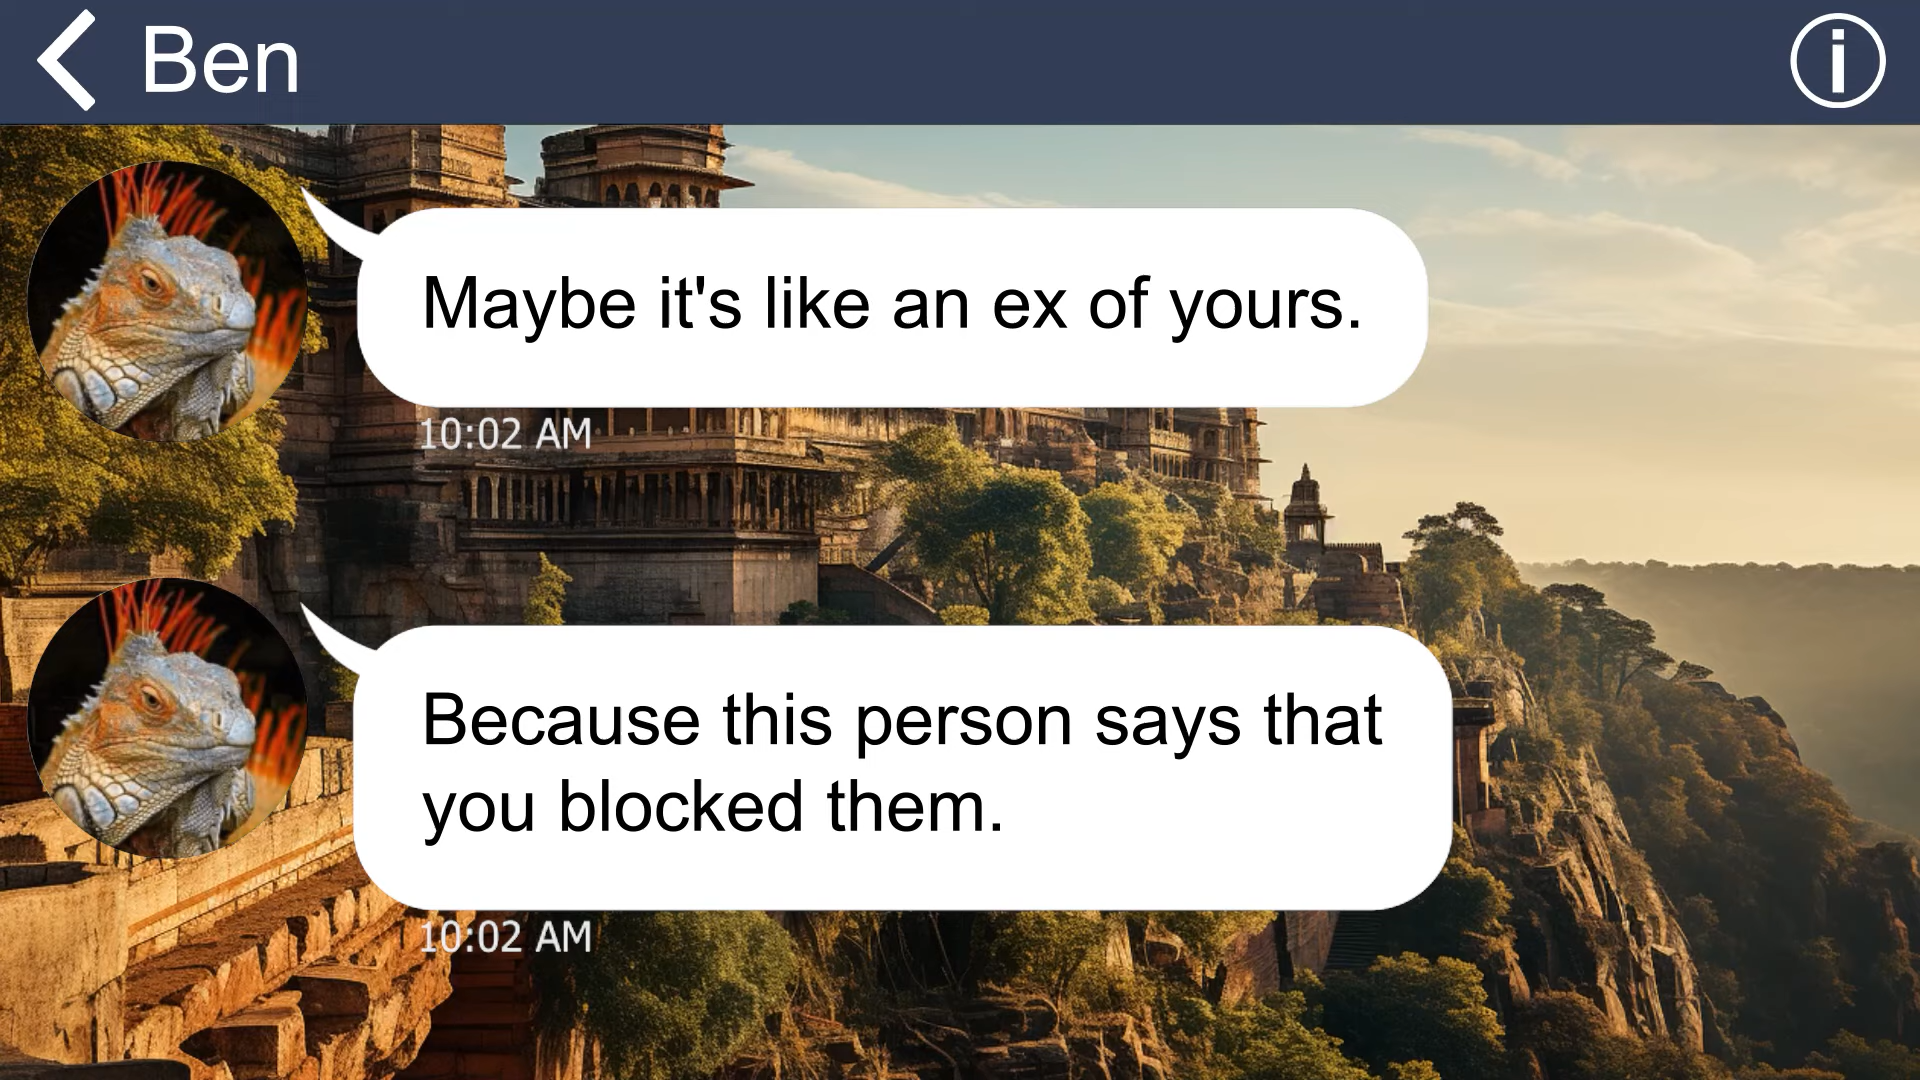 Ben
Maybe it's like an ex of yours.
10:02 AM
Because this person says that
you blocked them.
10:02 AM